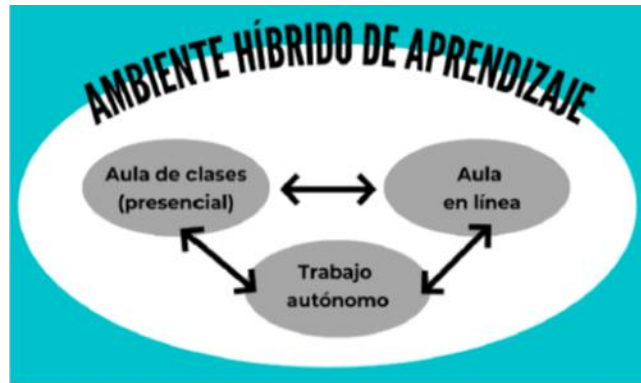 AMBIENTE HÍBRIDO DE APRENDIZAJE
Aula de clases
(presencial)
Aula
en línea
Trabajo
autónomo